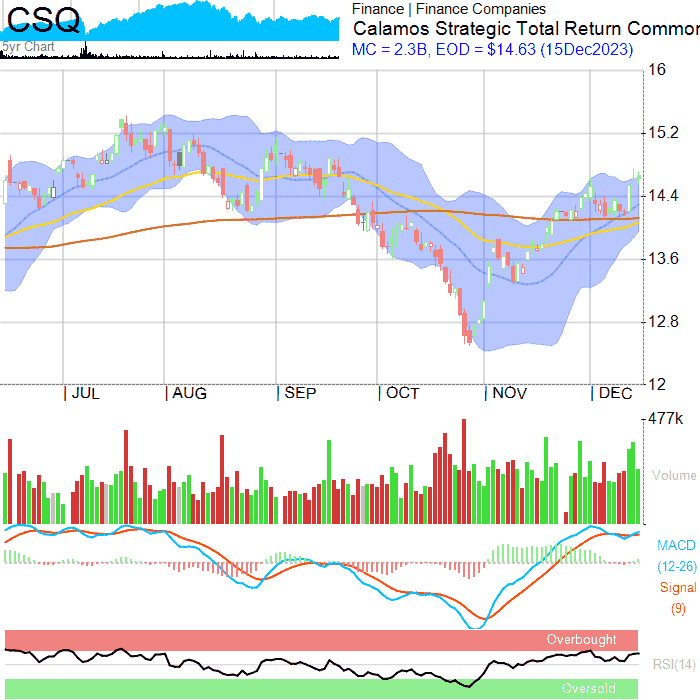 CSQ
5yr Chart
Finance | Finance Companies
Calamos Strategic Total Return Common
MC = 2.3B, EOD = $14.63 (15Dec2023)
16
15.2
14.4
13.6
12.8
12
| JUL | AUG | SEP | OCT | NOV | DEC
477k
Volume
MACD
(12-26)
Signal
(9)
Overbought
RSI(14)
Oversold